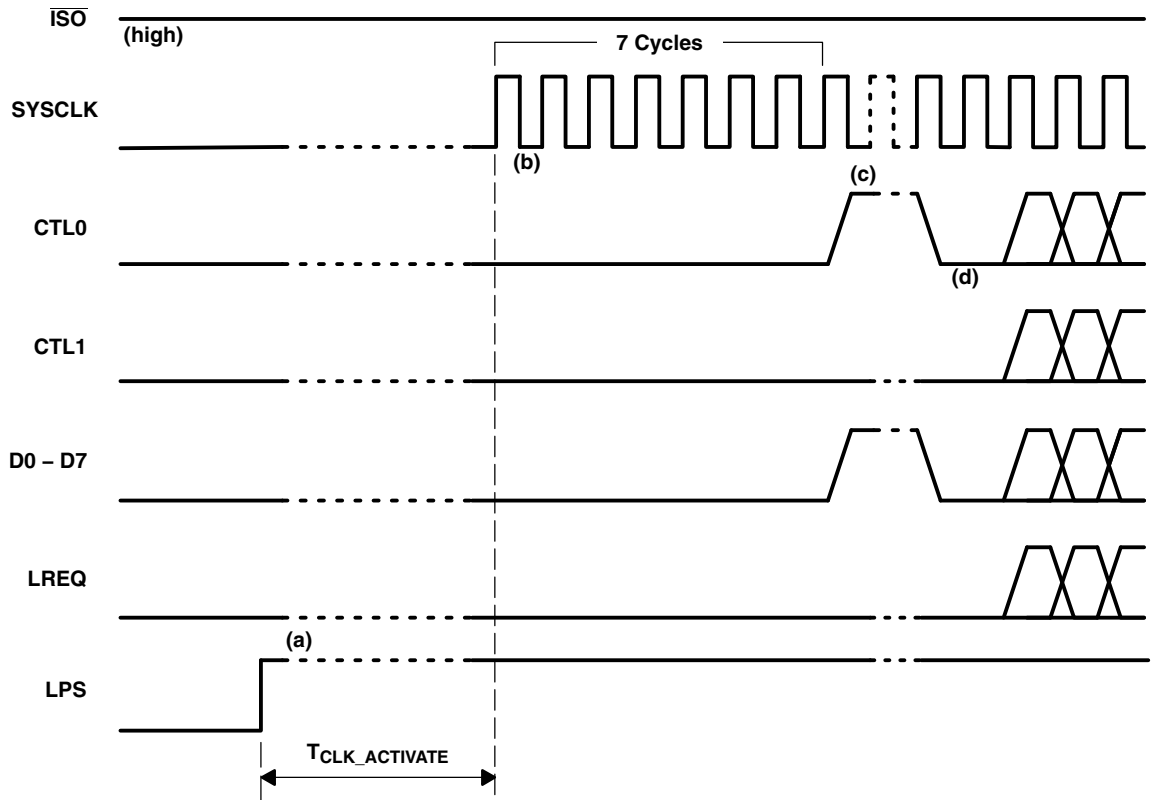 ISO
(high)
7 Cycles
SYSCLK
(b)
(c)
CTL0
(d)
CTL1
D0 – D7
LREQ
(a)
LPS
TCLK_ACTIVATE